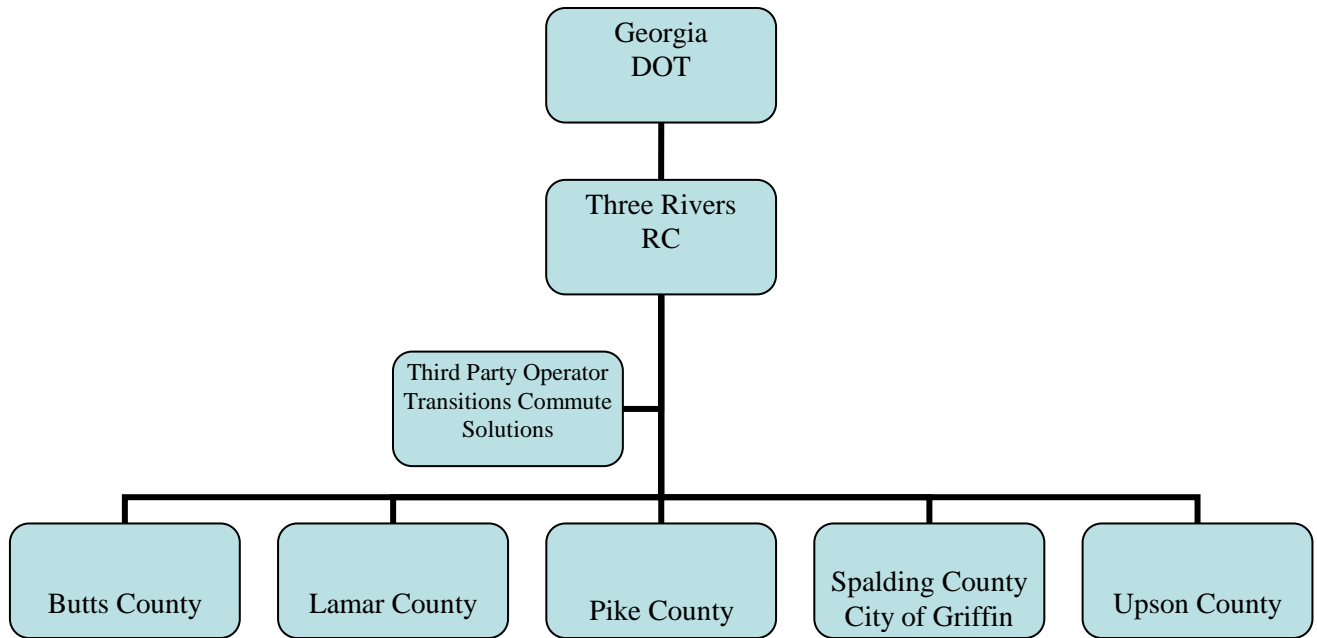 Georgia
DOT
Three Rivers
RC
Third Party Operator
Transitions Commute
Solutions
Butts County
Lamar County
Pike County
Spalding County
City of Griffin
Upson County